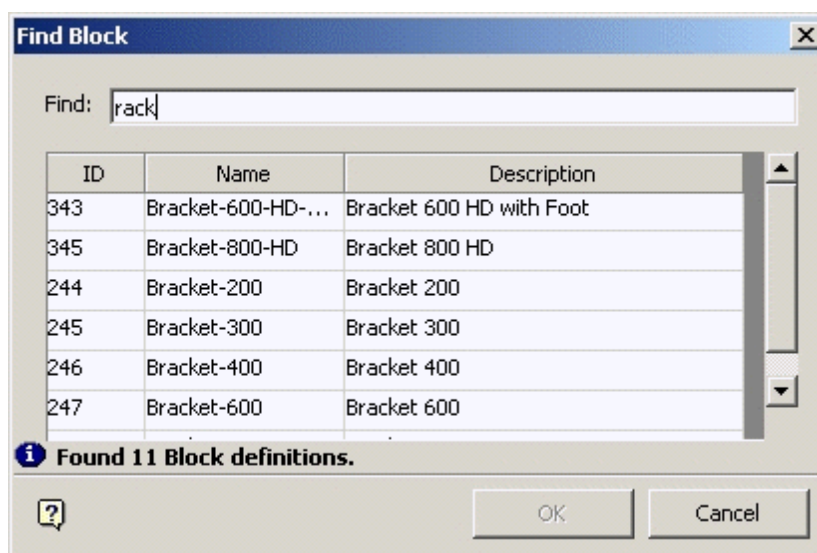 Find Block
Find: rack
ID Name Description
343 Bracket-600-HD-... Bracket 600 HD with Foot
345 Bracket-800-HD Bracket 800 HD
244 Bracket-200 Bracket 200
245 Bracket-300 Bracket 300
246 Bracket-400 Bracket 400
247 Bracket-600 Bracket 600
Found 11 Block definitions.
OK Cancel